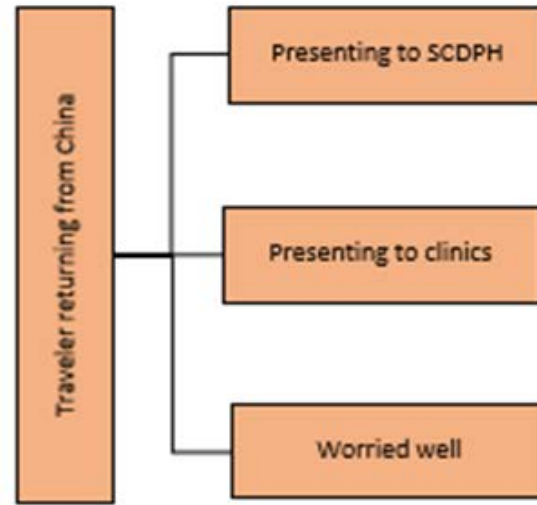 Traveler returning from China
Presenting to SCDPH
Presenting to clinics
Worried well